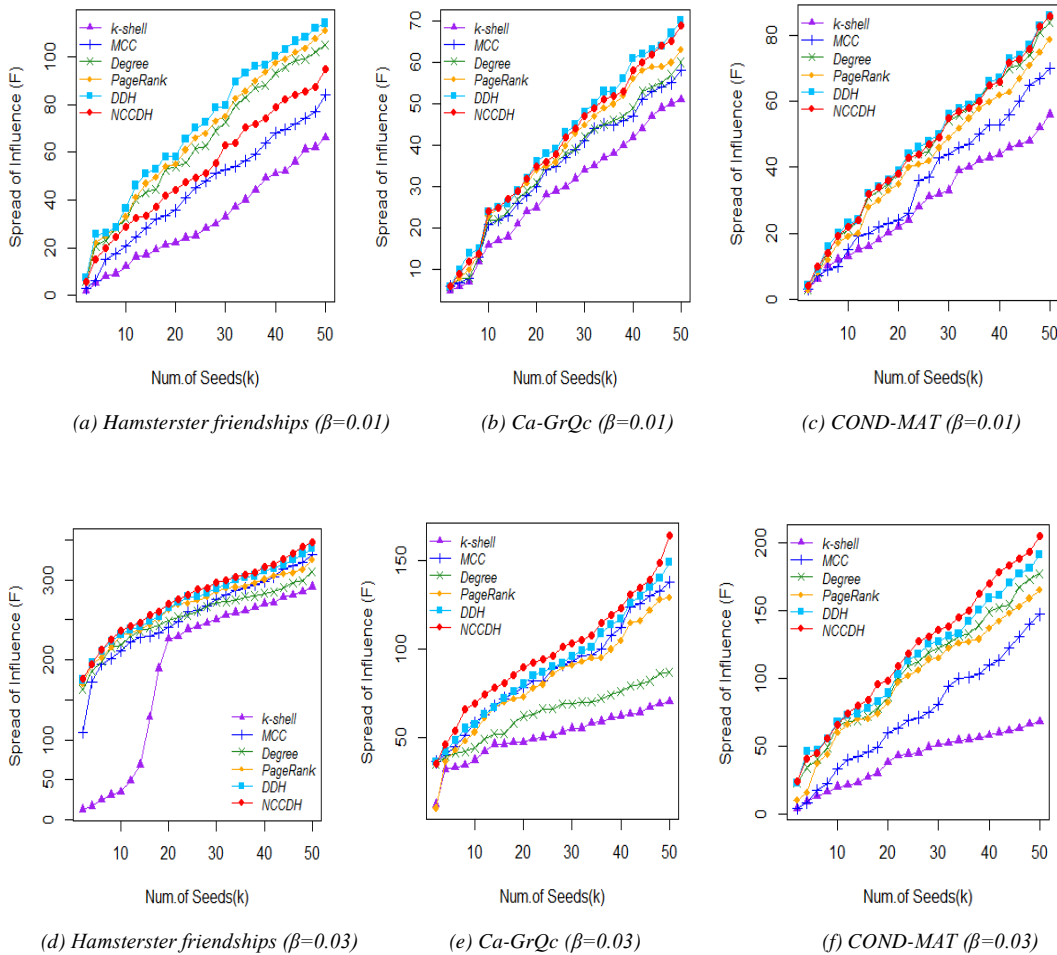 k-shell
MCC
Degree
PageRank
DDH
NCCDH
Spread of Influence (F)
0 20 40 60 80 100
10 20 30 40 50
Num.of Seeds(k)
(a) Hamsterster friendships (β=0.01)
k-shell
MCC
Degree
PageRank
DDH
NCCDH
Spread of Influence (F)
10 20 30 40 50 60 70
10 20 30 40 50
Num.of Seeds(k)
(b) Ca-GrQc (β=0.01)
k-shell
MCC
Degree
PageRank
DDH
NCCDH
Spread of Influence (F)
0 20 40 60 80
10 20 30 40 50
Num.of Seeds(k)
(c) COND-MAT (β=0.01)
k-shell
MCC
Degree
PageRank
DDH
NCCDH
Spread of Influence (F)
0 50 100 200 300
10 20 30 40 50
Num.of Seeds(k)
(d) Hamsterster friendships (β=0.03)
k-shell
MCC
Degree
PageRank
DDH
NCCDH
Spread of Influence (F)
50 100 150
10 20 30 40 50
Num.of Seeds(k)
(e) Ca-GrQc (β=0.03)
k-shell
MCC
Degree
PageRank
DDH
NCCDH
Spread of Influence (F)
0 50 100 150 200
10 20 30 40 50
Num.of Seeds(k)
(f) COND-MAT (β=0.03)